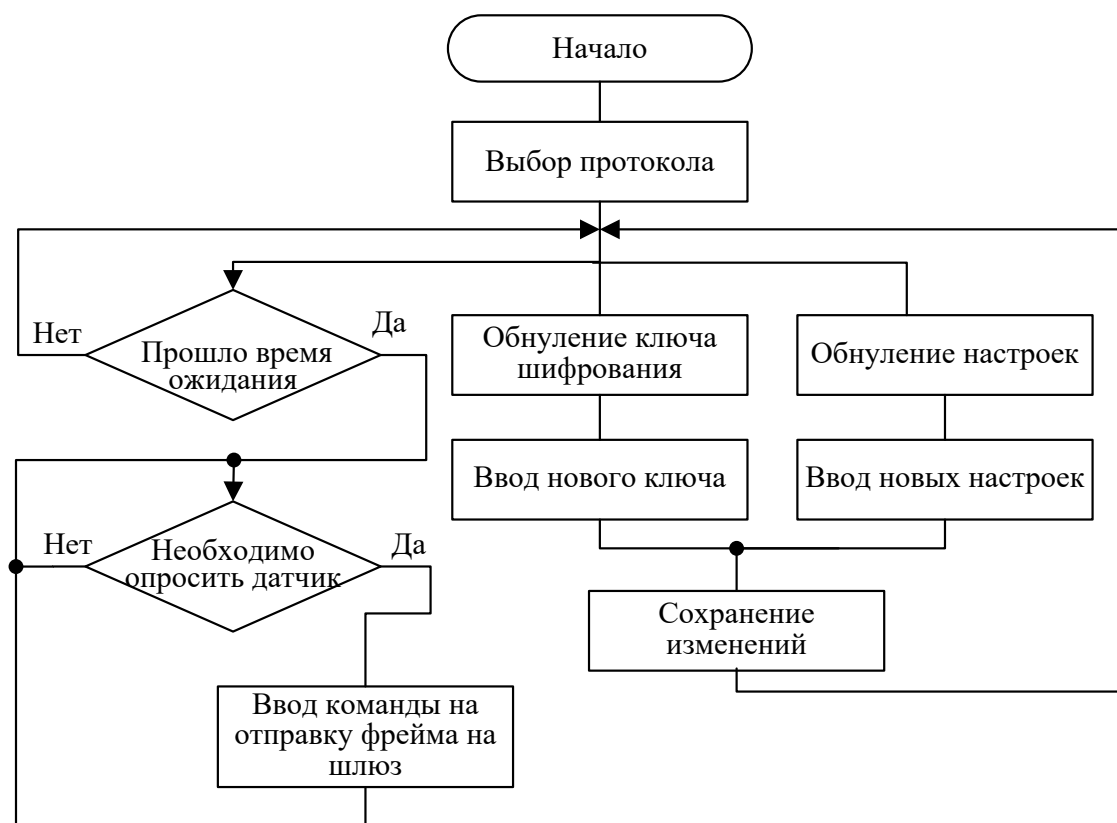 Начало
Выбор протокола
Нет
Да
Прошло время
ожидания
Обнуление ключа
шифрования
Обнуление настроек
Ввод нового ключа
Ввод новых настроек
Нет
Да
Необходимо
опросить датчик
Сохранение
изменений
Ввод команды на
отправку фрейма на
шлюз